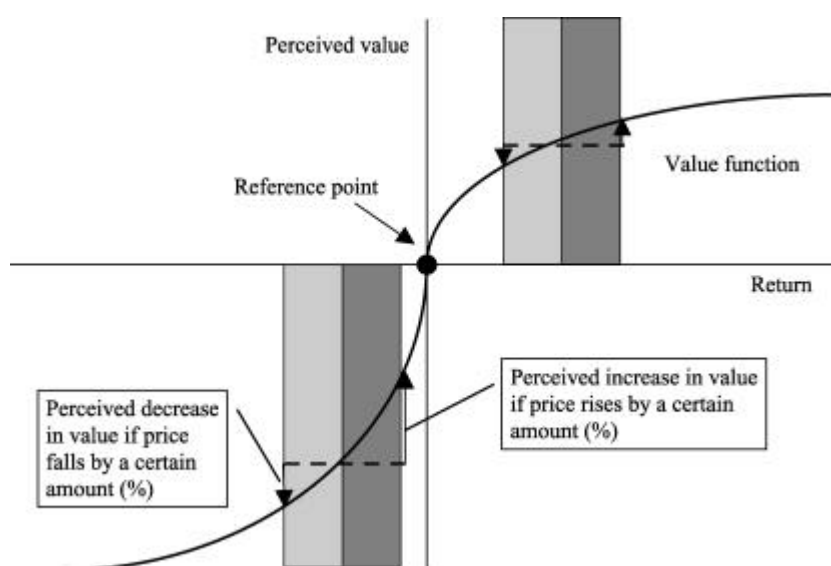 Perceived value
Value function
Reference point
Return
Perceived decrease
in value if price
falls by a certain
amount (%)
Perceived increase in value
if price rises by a certain
amount (%)